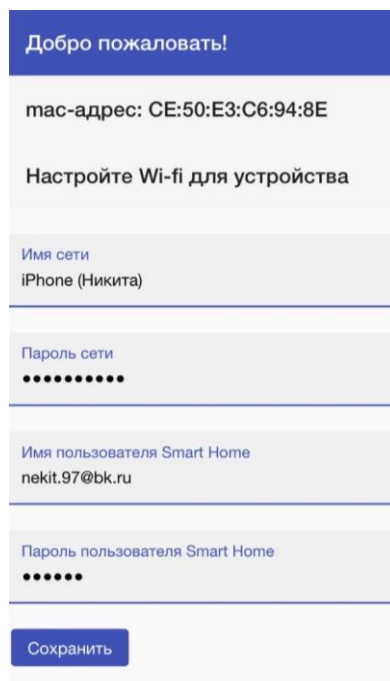 Добро пожаловать!
mac-адрес: CE:50:E3:C6:94:8E
Настройте Wi-fi для устройства
Имя сети
iPhone (Никита)
Пароль сети
••••••••••
Имя пользователя Smart Home
nekit.97@bk.ru
Пароль пользователя Smart Home
••••••
Сохранить